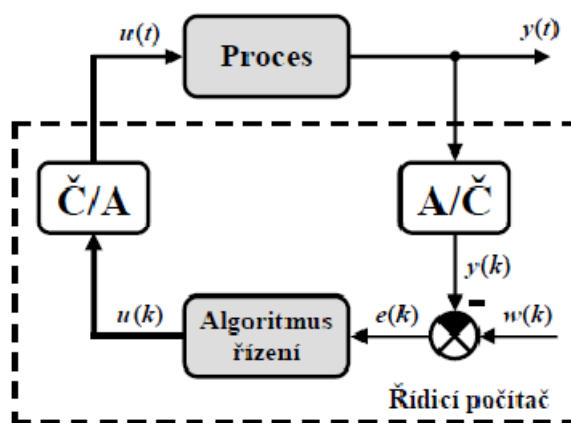 u(t)
Proces
y(t)
Č/A
A/Č
y(k)
u(k)
Algoritmus
řízení
e(k)
-
w(k)
Řídicí počítač